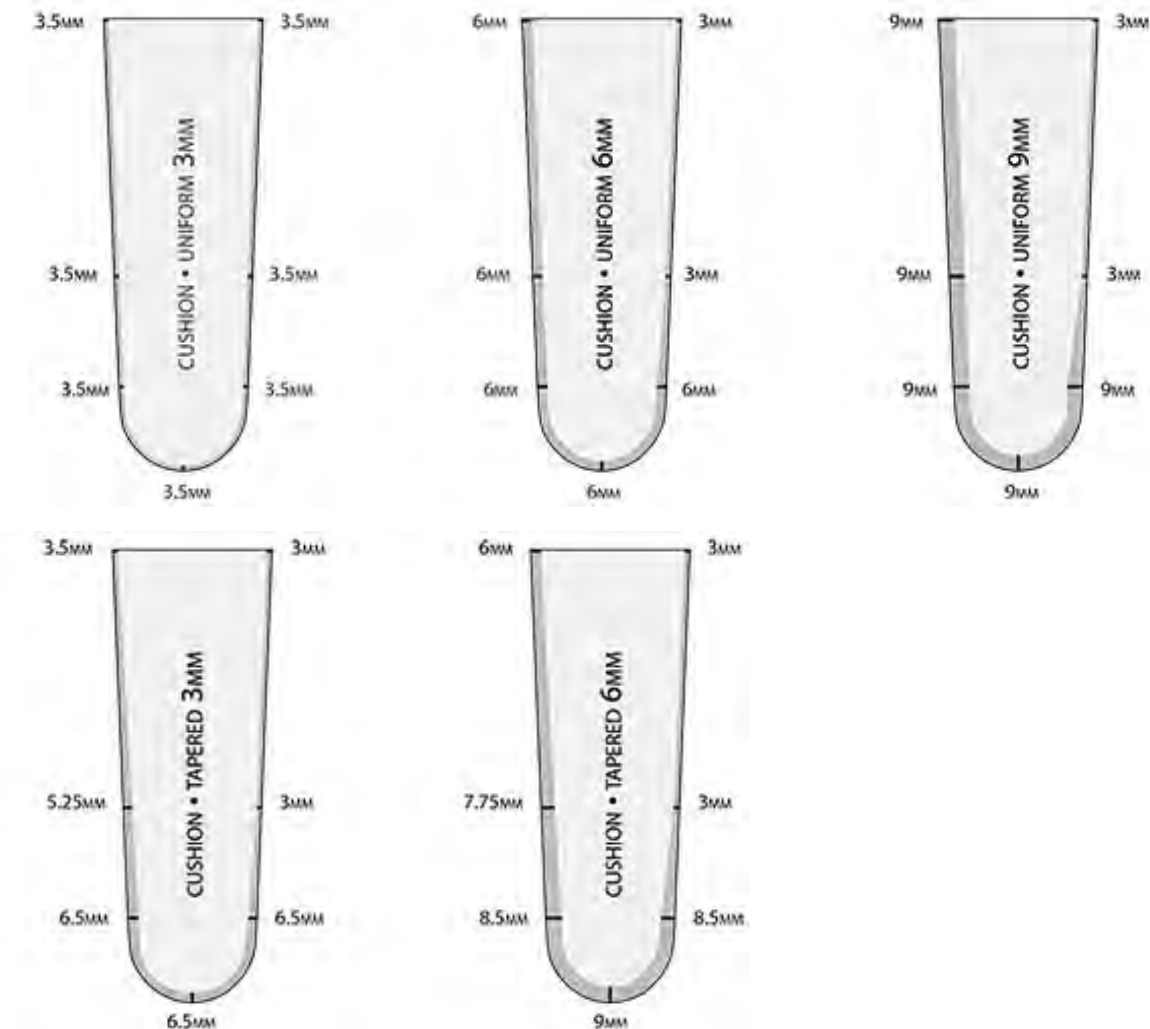 3.5MM 3.5MM
CUSHION • UNIFORM 3MM
3.5MM 3.5MM
3.5MM 3.5MM
3.5MM
6MM 3MM
CUSHION • UNIFORM 6MM
6MM 3MM
6MM 6MM
6MM
9MM 3MM
CUSHION • UNIFORM 9MM
9MM 3MM
9MM 9MM
9MM
3.5MM 3MM
CUSHION • TAPERED 3MM
5.25MM 3MM
6.5MM 6.5MM
6.5MM
6MM 3MM
CUSHION • TAPERED 6MM
7.75MM 3MM
8.5MM 8.5MM
9MM